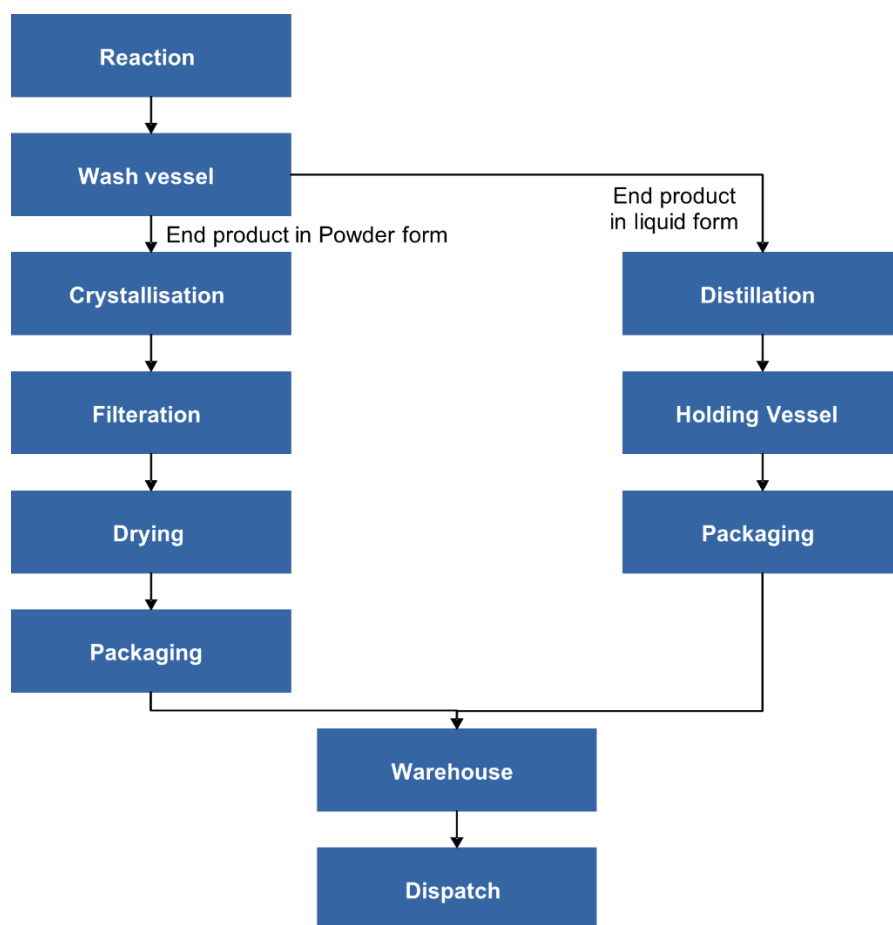 Reaction
Wash vessel
End product
in liquid form
End product in Powder form
Crystallisation
Distillation
Filteration
Holding Vessel
Drying
Packaging
Packaging
Warehouse
Dispatch